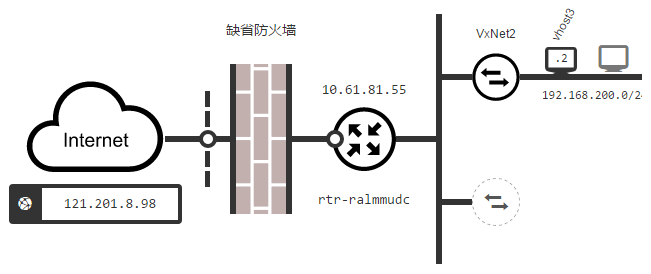 缺省防火墙
VxNet2
vhost3
.2
10.61.81.55
192.168.200.0/24
Internet
121.201.8.98
rtr-ralmmudc